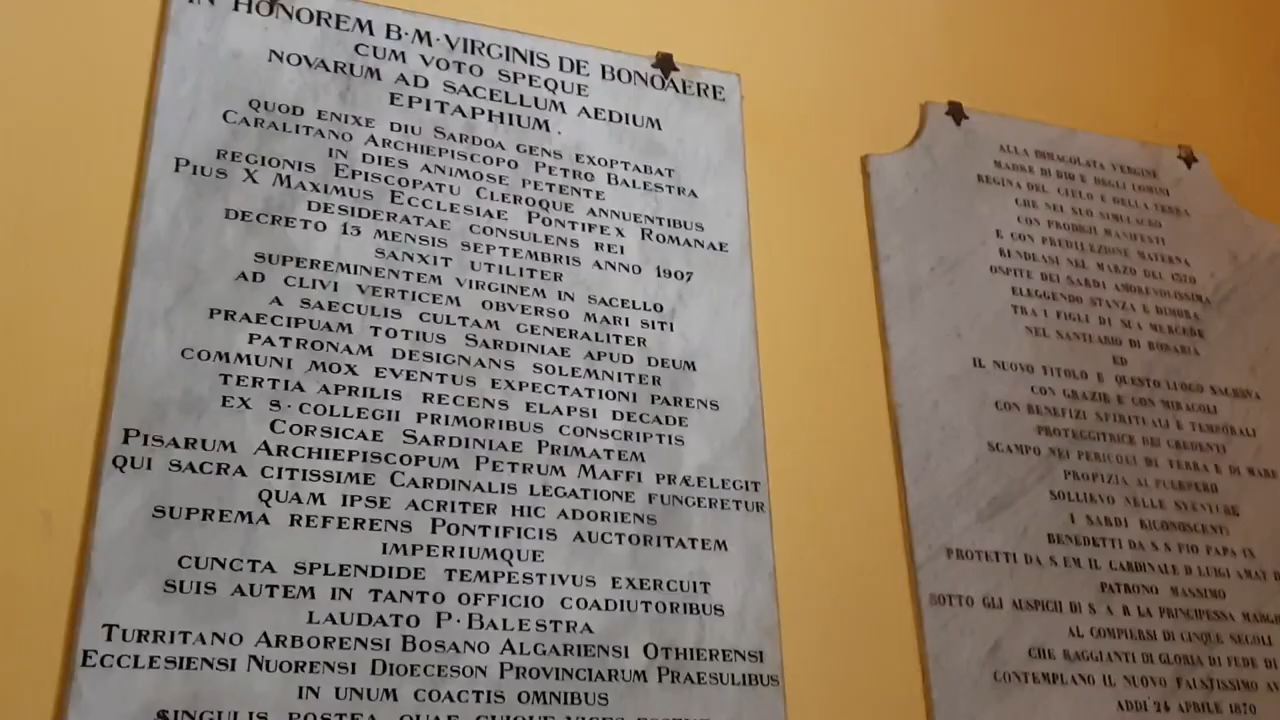 IN HONOREM B·M·VIRGINIS DE BONOAERE
CUM VOTO SPEQUE
NOVARUM AD SACELLUM AEDIUM
EPITAPHIUM.
QUOD ENIXE DIU SARDOA GENS EXOPTABAT
CARALITANO ARCHIEPISCOPO PETRO BALESTRA
IN DIES ANIMOSE PETENTE
REGIONIS EPISCOPATU CLEROQUE ANNUENTIBUS
PIUS X MAXIMUS ECCLESIAE PONTIFEX ROMANAE
DESIDERATAE CONSULENS REI
DECRETO 13 MENSIS SEPTEMBRIS ANNO 1907
SANXIT UTILITER
SUPEREMINENTEM VIRGINEM IN SACELLO
AD CLIVI VERTICEM OBVERSO MARI SITI
A SAECULIS CULTAM GENERALITER
PRAECIPUAM TOTIUS SARDINIAE APUD DEUM
PATRONAM DESIGNANS SOLEMNITER
COMMUNI MOX EVENTUS EXPECTATIONI PARENS
TERTIA APRILIS RECENS ELAPSI DECADE
EX S·COLLEGII PRIMORIBUS CONSCRIPTIS
CORSICAE SARDINIAE PRIMATEM
PISARUM ARCHIEPISCOPUM PETRUM MAFFI PRÆELEGIT
QUI SACRA CITISSIME CARDINALIS LEGATIONE FUNGERETUR
QUAM IPSE ACRITER HIC ADORIENS
SUPREMA REFERENS PONTIFICIS AUCTORITATEM
IMPERIUMQUE
CUNCTA SPLENDIDE TEMPESTIVUS EXERCUIT
SUIS AUTEM IN TANTO OFFICIO COADIUTORIBUS
LAUDATO P·BALESTRA
TURRITANO ARBORENSI BOSANO ALGARIENSI OTHIERENSI
ECCLESIENSI NUORENSI DIOECESON PROVINCIARUM PRAESULIBUS
IN UNUM COACTIS OMNIBUS
SINGULIS POSTEA QUAE CUIQUE VICES
ALLA IMMACOLATA VERGINE
MADRE DI DIO E DEGLI UOMINI
REGINA DEL CIELO E DELLA TERRA
CHE NEL SUO SIMULACRO
CON PRODIGII MANIFESTI
E CON PREDILEZIONE MATERNA
RENDEASI NEL MARZO DEL 1370
OSPITE DEI SARDI AMOREVOLISSIMA
ELEGGENDO STANZA E DIMORA
TRA I FIGLI DI SUA MERCEDE
NEL SANTUARIO DI BONARIA
ED
IL NUOVO TITOLO E QUESTO LUOGO SACRAVA
CON GRAZIE E CON MIRACOLI
CON BENEFIZI SPIRITUALI E TEMPORALI
PROTEGGITRICE DEI CREDENTI
SCAMPO NEI PERICOLI DI TERRA E DI MARE
PROPIZIA AL PUERPERO
SOLLIEVO NELLE SVENTURE
I SARDI RICONOSCENTI
BENEDETTI DA S S PIO PAPA IX
PROTETTI DA S.EM IL CARDINALE D LUIGI AMAT
PATRONO MASSIMO
SOTTO GLI AUSPICII DI S A R LA PRINCIPESSA
AL COMPIERSI DI CINQUE SECOLI
CHE RAGGIANTI DI GLORIA DI FEDE DI
CONTEMPLANO IL NUOVO FAUSTISSIMO
ADDI 24 APRILE 1870